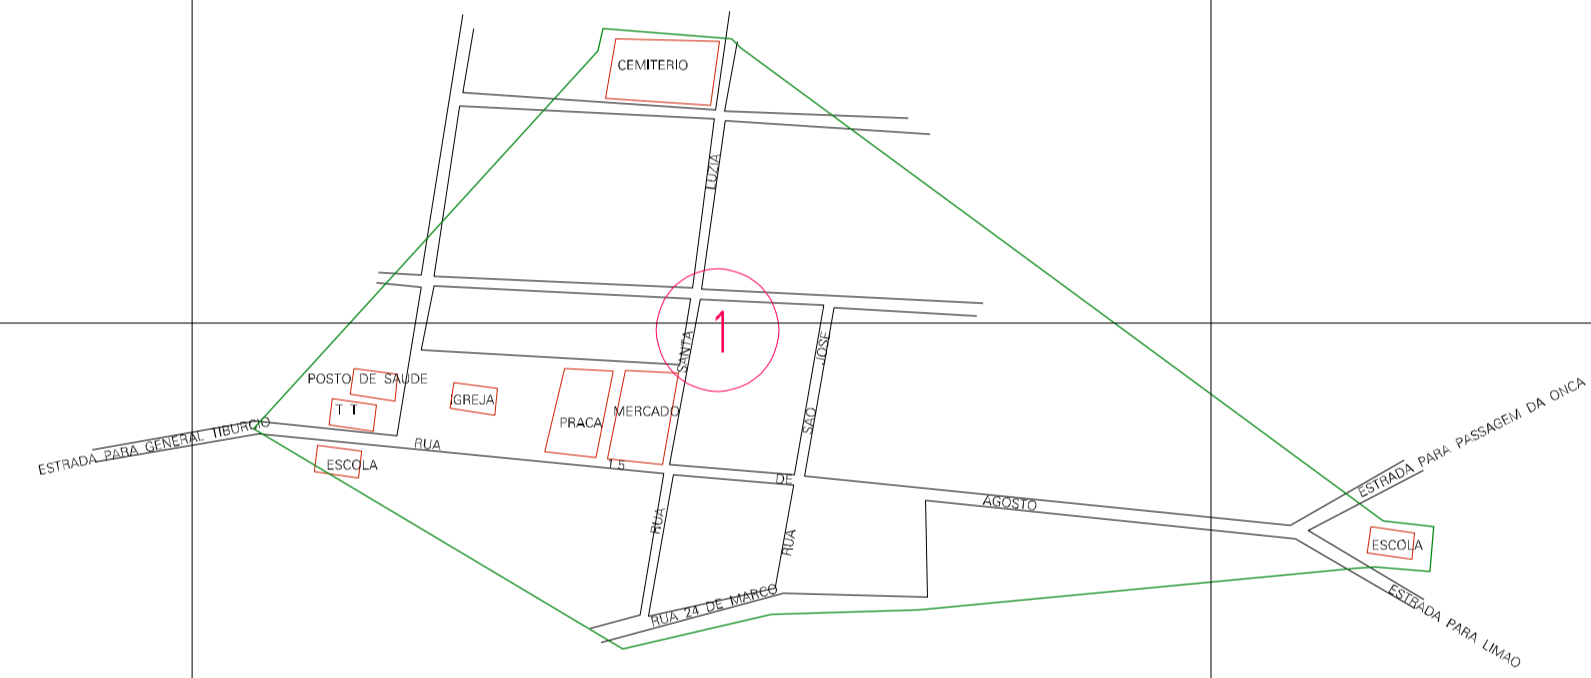 CEMITERIO
LUZIA
1
SANTA
JOSE
POSTO DE SAUDE
IGREJA
T T
MERCADO
PRACA
SAO
ESTRADA PARA GENERAL TIBURCIO
RUA
ESCOLA
15
DE
AGOSTO
ESTRADA PARA PASSAGEM DA ONCA
RUA
RUA
ESCOLA
RUA 24 DE MARCO
ESTRADA PARA LIMAO